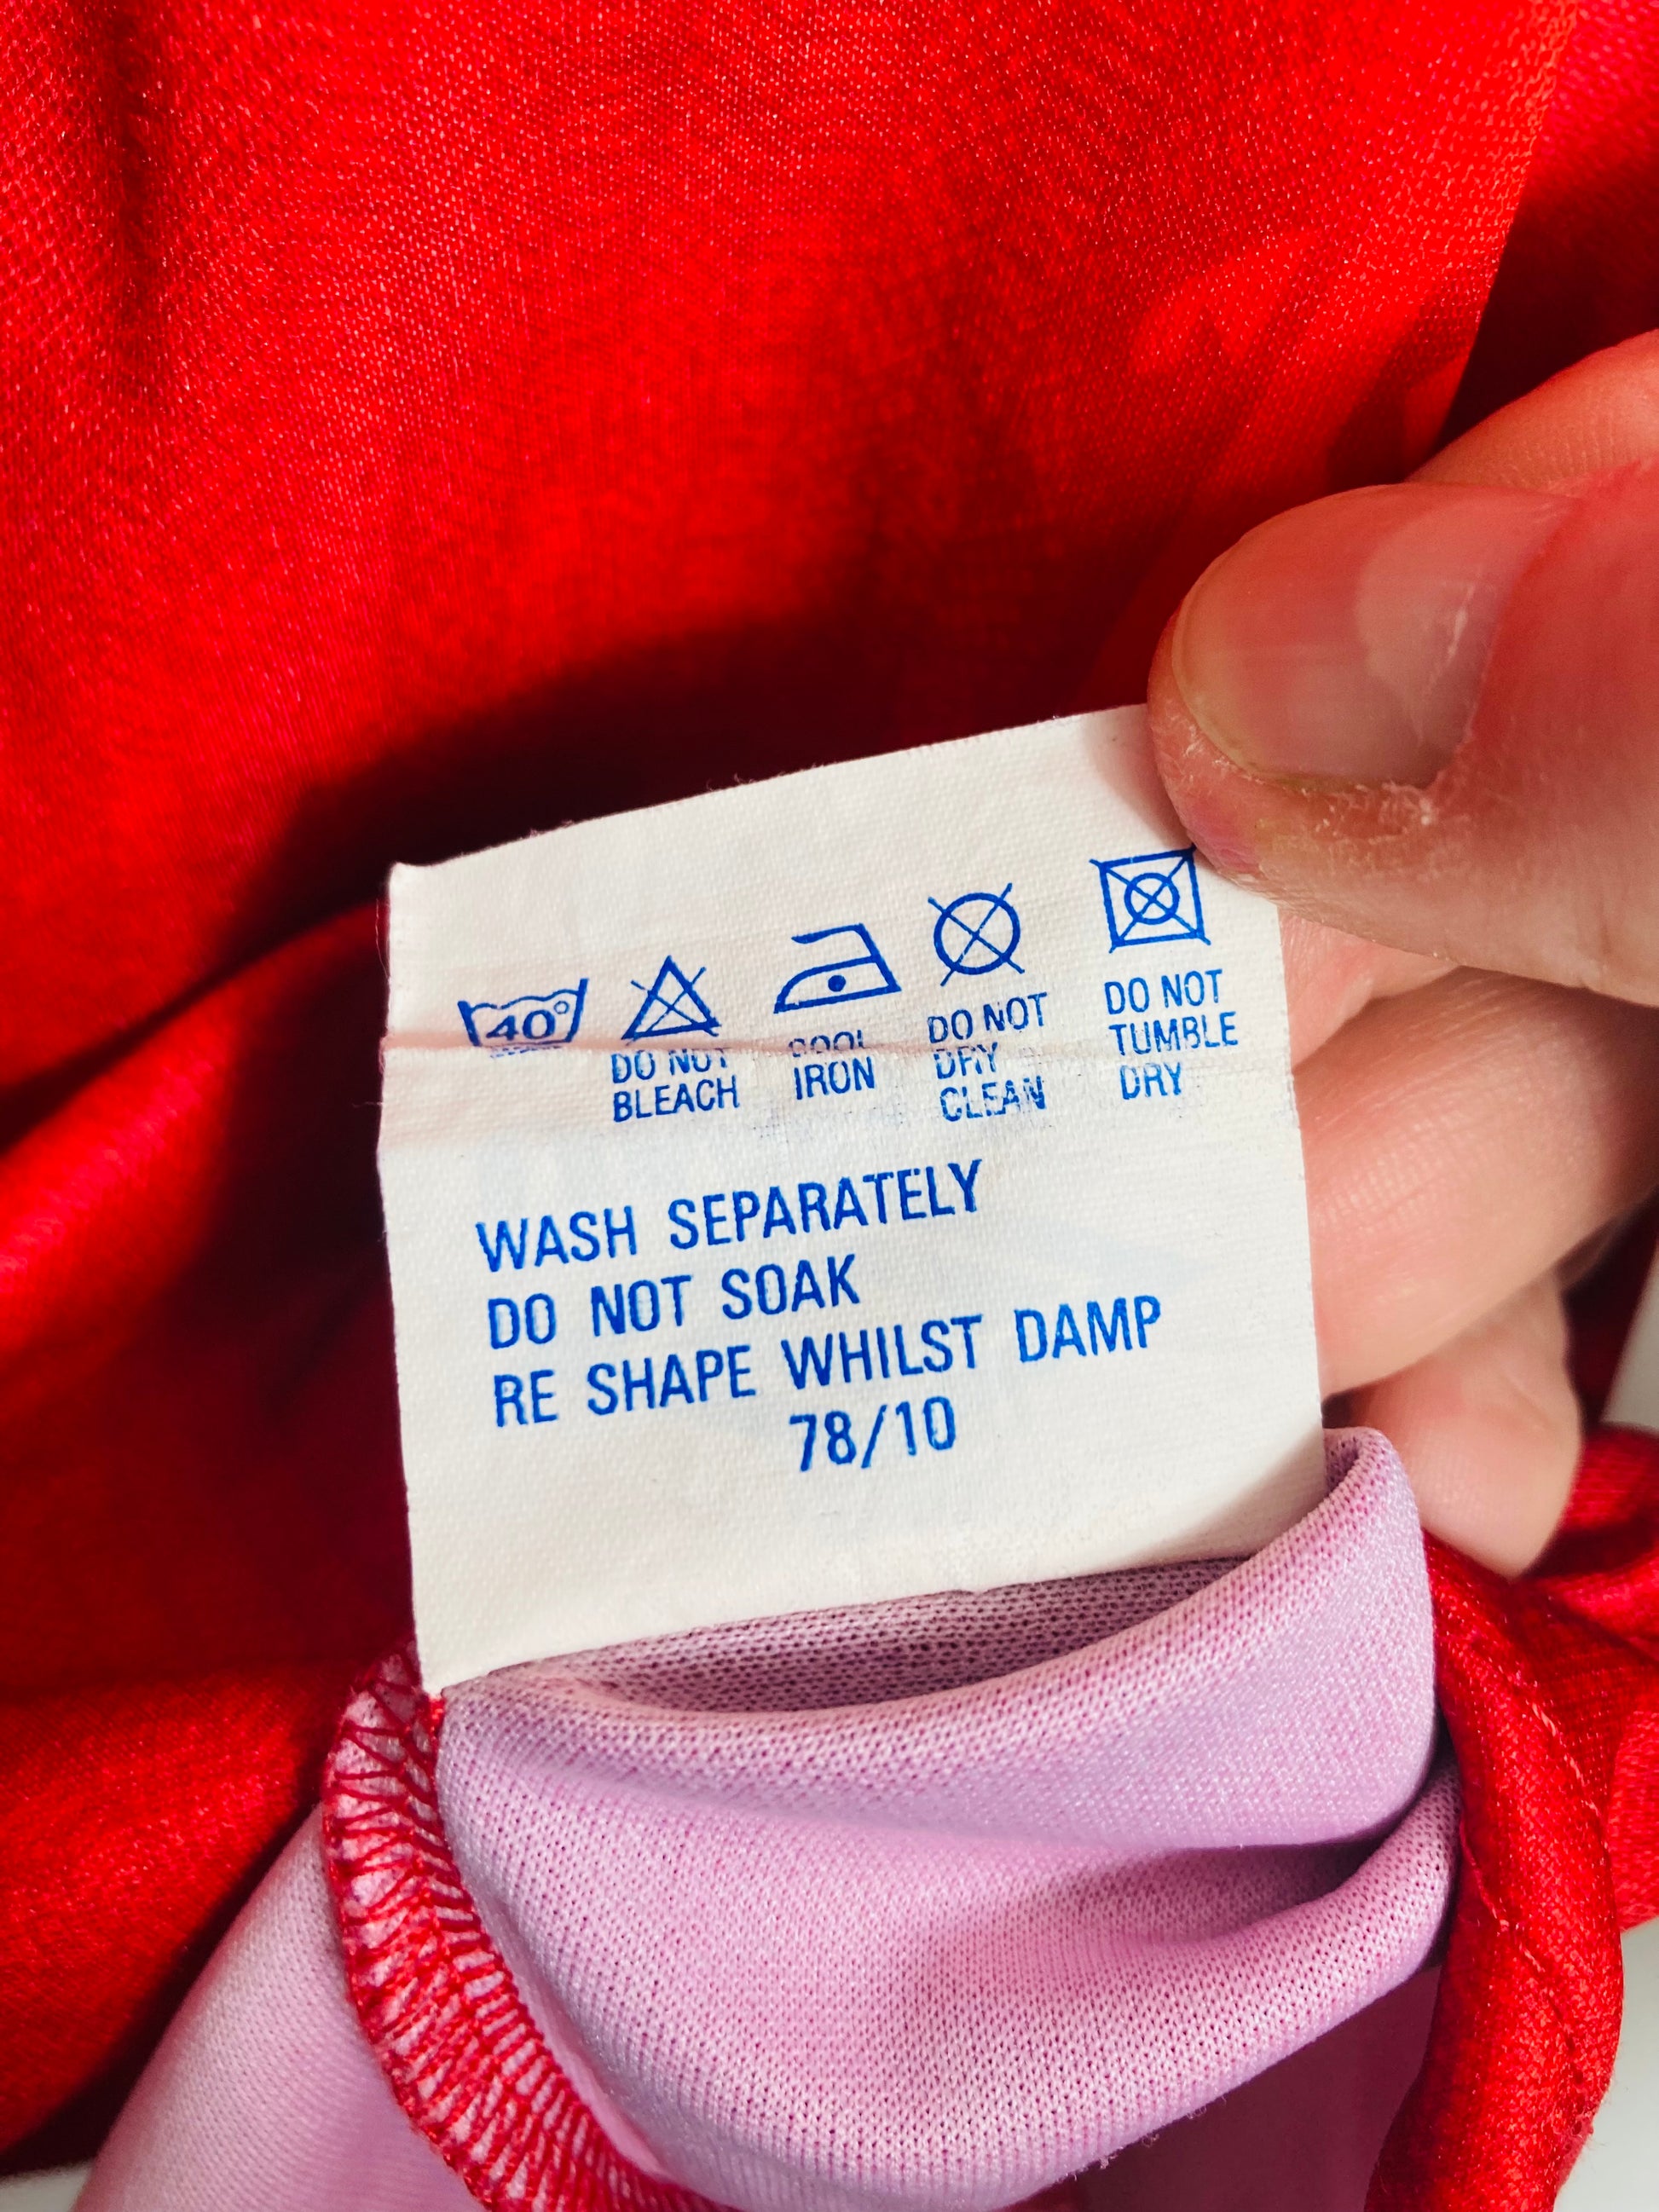 40°
DO NOT
BLEACH
COOL
IRON
DO NOT
DRY
CLEAN
DO NOT
TUMBLE
DRY
WASH SEPARATELY
DO NOT SOAK
RE SHAPE WHILST DAMP
78/10